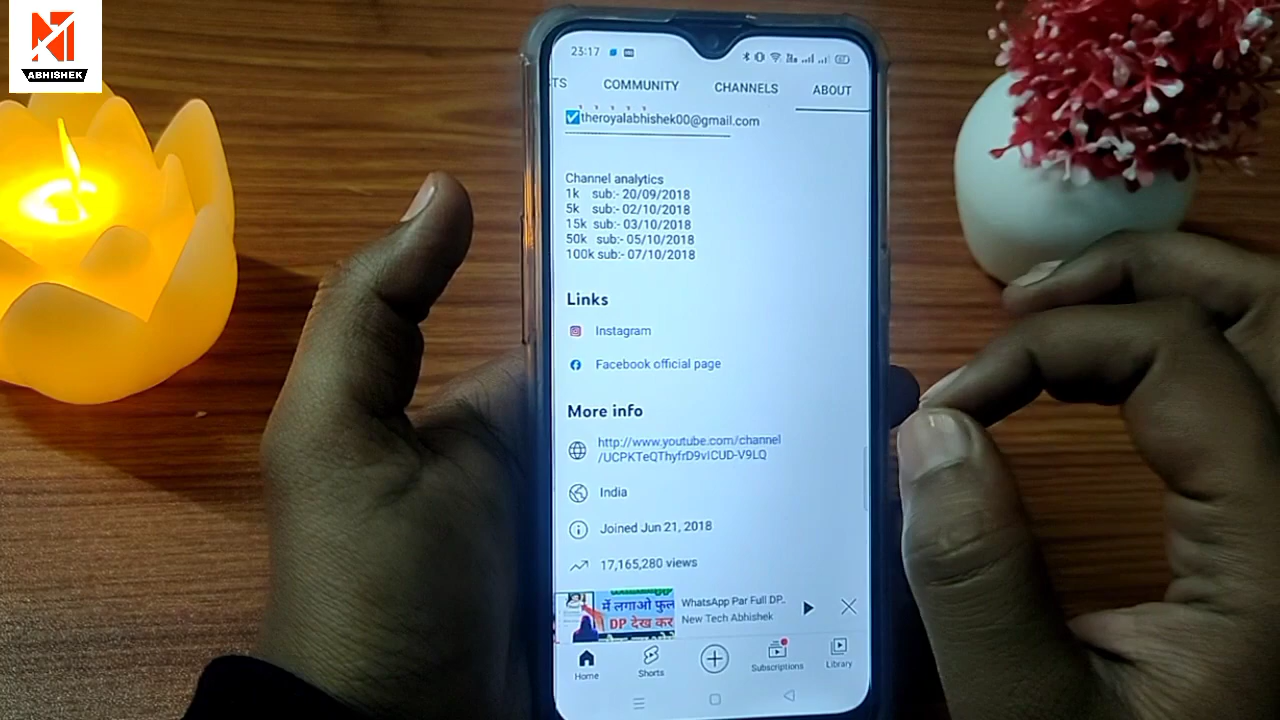 ABHISHEK
23:17
TS COMMUNITY CHANNELS ABOUT
theroyalabhishek00@gmail.com
Channel analytics
1k sub:- 20/09/2018
5k sub:- 02/10/2018
15k sub:- 03/10/2018
50k sub:- 05/10/2018
100k sub:- 07/10/2018
Links
Instagram
Facebook official page
More info
http://www.youtube.com/channel
/UCPKTeQThyfrD9vICUD-V9LQ
India
Joined Jun 21, 2018
17,165,280 views
में लगाओ फुल
DP देख कर
WhatsApp Par Full DP..
New Tech Abhishek
Home
Shorts
Subscriptions
Library